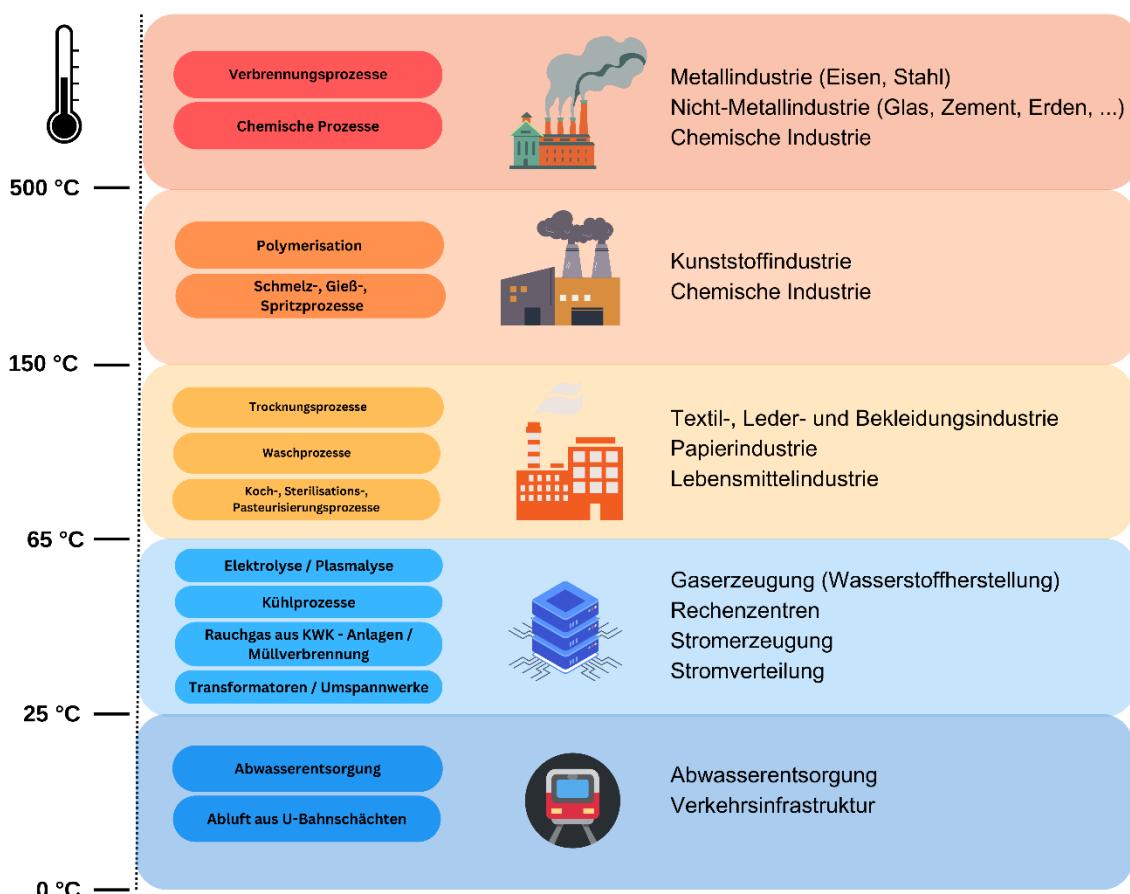 Verbrennungsprozesse
Chemische Prozesse
Metallindustrie (Eisen, Stahl)
Nicht-Metallindustrie (Glas, Zement, Erden, ...)
Chemische Industrie
500 °C
Polymerisation
Schmelz-, Gieß-,
Spritzprozesse
Kunststoffindustrie
Chemische Industrie
150 °C
Trocknungsprozesse
Waschprozesse
Koch-, Sterilisations-,
Pasteurisierungsprozesse
Textil-, Leder- und Bekleidungsindustrie
Papierindustrie
Lebensmittelindustrie
65 °C
Elektrolyse / Plasmalyse
Kühlprozesse
Rauchgas aus KWK - Anlagen /
Müllverbrennung
Transformatoren / Umspannwerke
Gaserzeugung (Wasserstoffherstellung)
Rechenzentren
Stromerzeugung
Stromverteilung
25 °C
Abwasserentsorgung
Abluft aus U-Bahnschächten
Abwasserentsorgung
Verkehrsinfrastruktur
0 °C